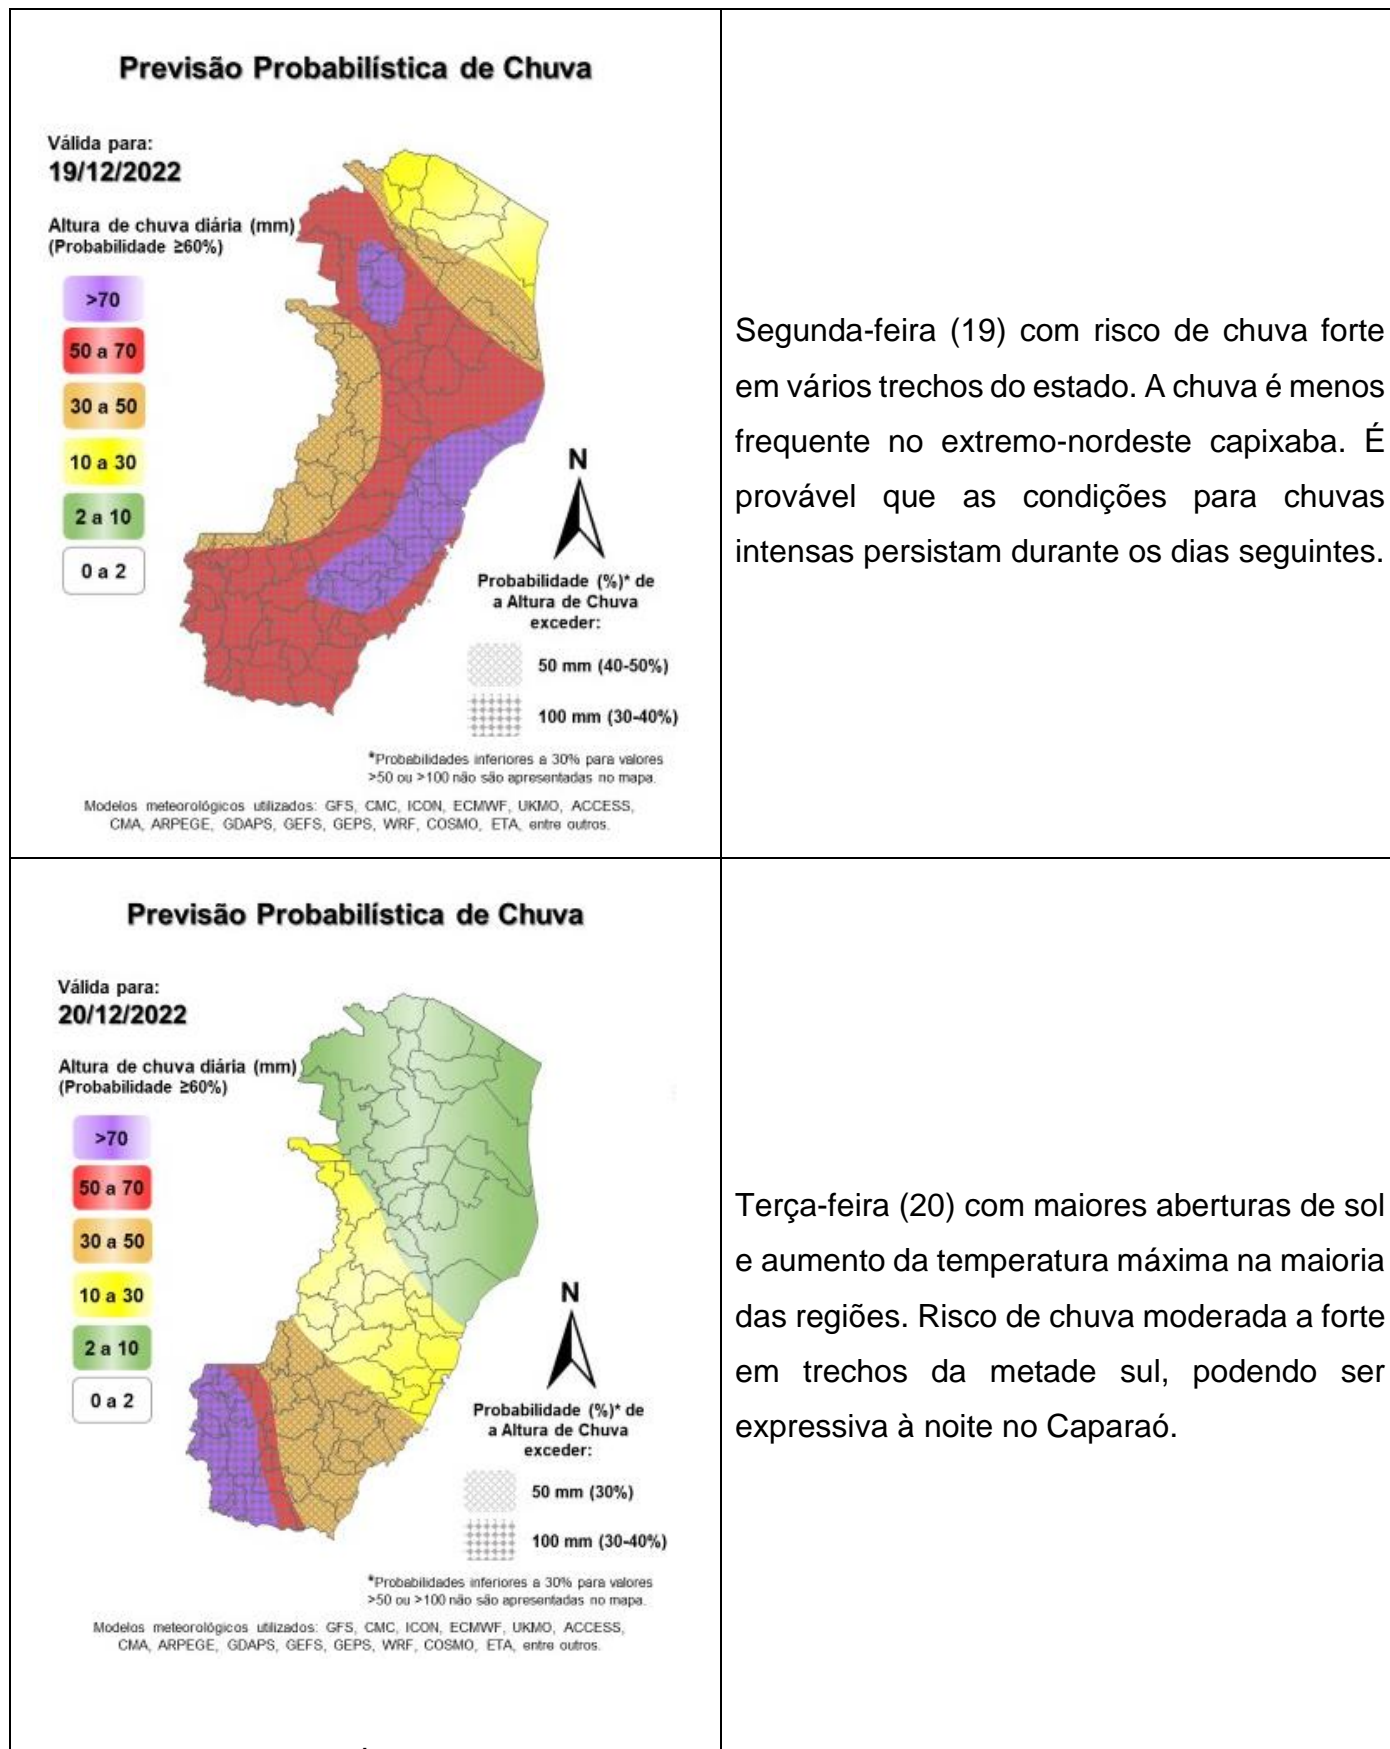 Previsão Probabilística de Chuva
Válida para:
19/12/2022
Altura de chuva diária (mm)
(Probabilidade ≥60%)
>70
50 a 70
30 a 50
10 a 30
2 a 10
0 a 2
N
Probabilidade (%)* de
a Altura de Chuva
exceder:
50 mm (40-50%)
100 mm (30-40%)
*Probabilidades inferiores a 30% para valores
>50 ou >100 não são apresentadas no mapa.
Modelos meteorológicos utilizados: GFS, CMC, ICON, ECMWF, UKMO, ACCESS,
CMA, ARPEGE, GDAPS, GEFS, GEPS, WRF, COSMO, ETA, entre outros.
Segunda-feira (19) com risco de chuva forte
em vários trechos do estado. A chuva é menos
frequente no extremo-nordeste capixaba. É
provável que as condições para chuvas
intensas persistam durante os dias seguintes.
Previsão Probabilística de Chuva
Válida para:
20/12/2022
Altura de chuva diária (mm)
(Probabilidade ≥60%)
>70
50 a 70
30 a 50
10 a 30
2 a 10
0 a 2
N
Probabilidade (%)* de
a Altura de Chuva
exceder:
50 mm (30%)
100 mm (30-40%)
*Probabilidades inferiores a 30% para valores
>50 ou >100 não são apresentadas no mapa.
Modelos meteorológicos utilizados: GFS, CMC, ICON, ECMWF, UKMO, ACCESS,
CMA, ARPEGE, GDAPS, GEFS, GEPS, WRF, COSMO, ETA, entre outros.
Terça-feira (20) com maiores aberturas de sol
e aumento da temperatura máxima na maioria
das regiões. Risco de chuva moderada a forte
em trechos da metade sul, podendo ser
expressiva à noite no Caparaó.